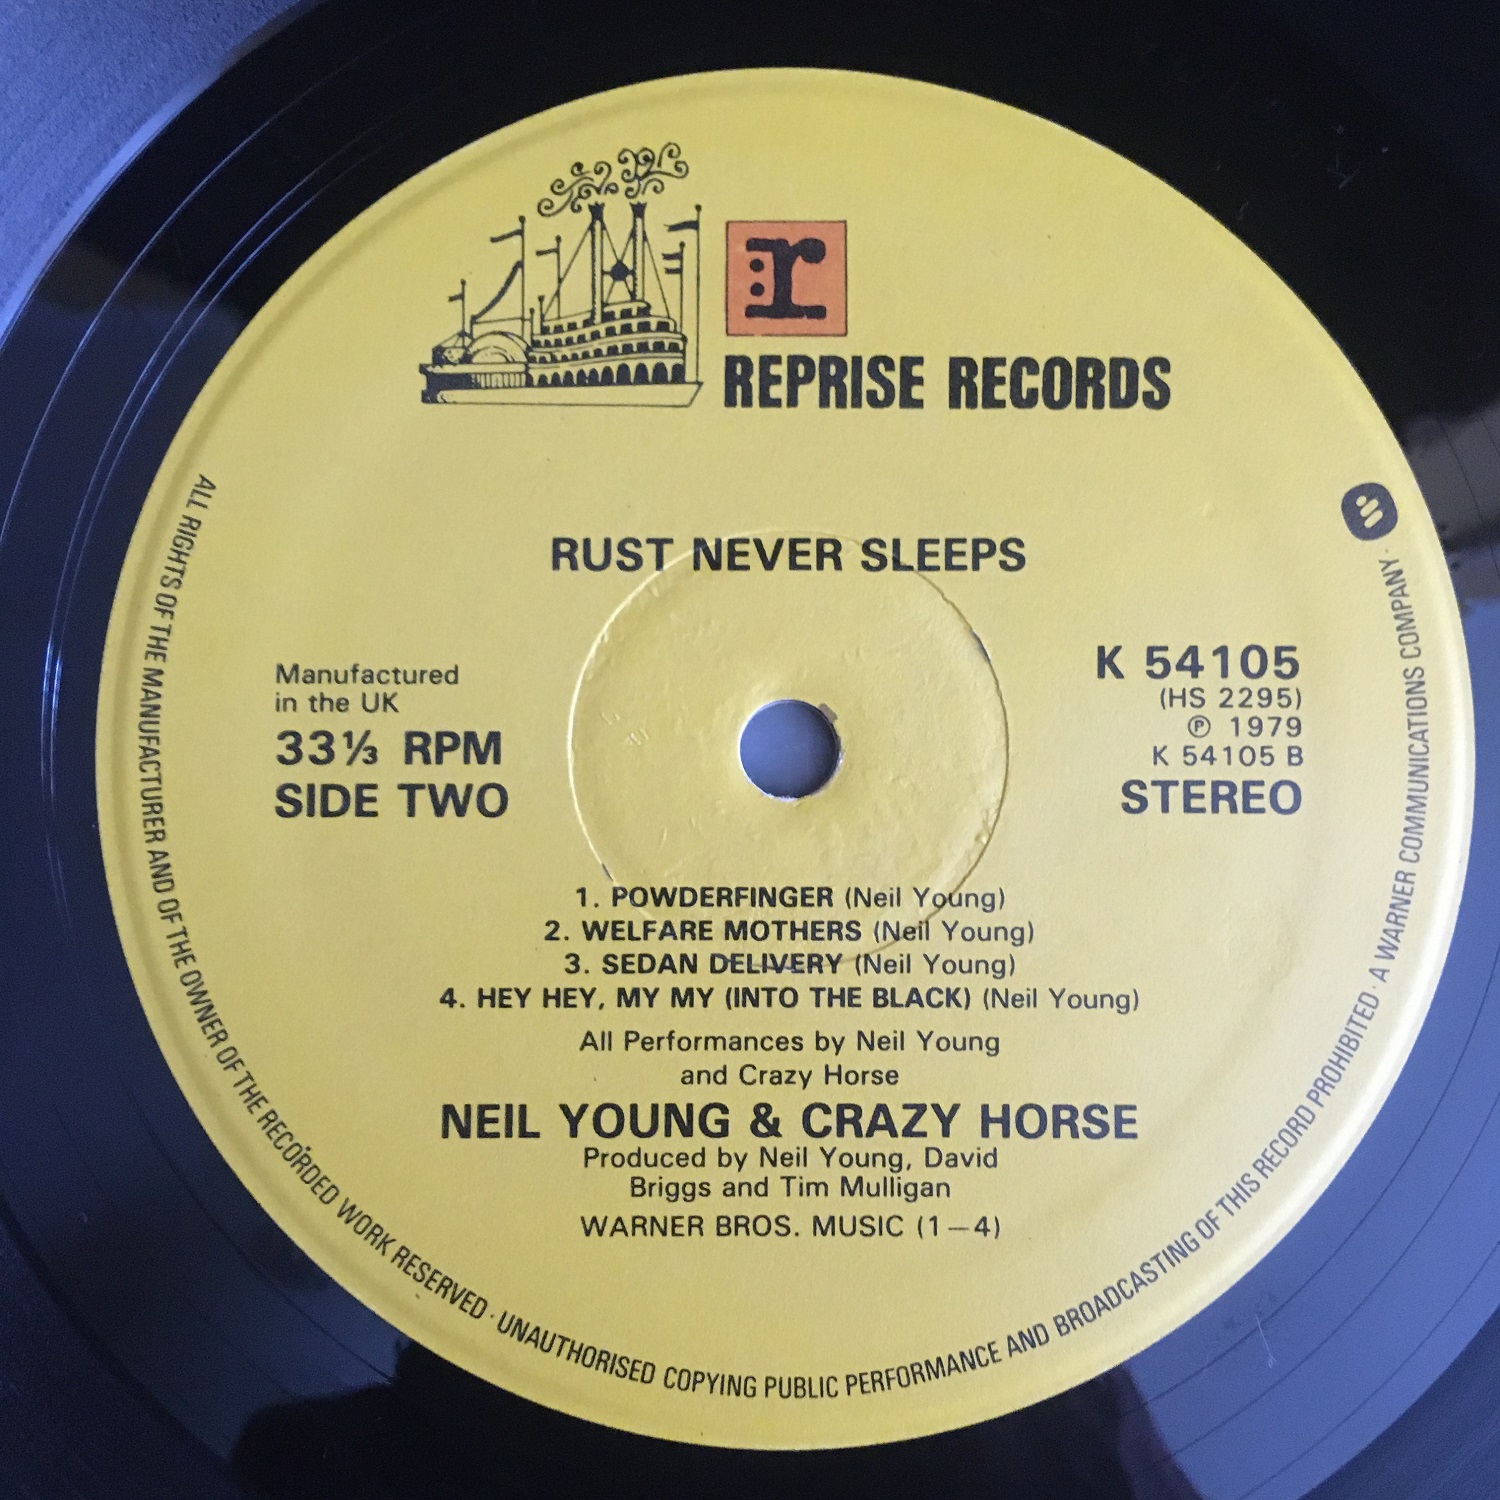 r
REPRISE RECORDS
RUST NEVER SLEEPS
Manufactured
in the UK
33⅓ RPM
SIDE TWO
K 54105
(HS 2295)
℗ 1979
K 54105 B
STEREO
1. POWDERFINGER (Neil Young)
2. WELFARE MOTHERS (Neil Young)
3. SEDAN DELIVERY (Neil Young)
4. HEY HEY, MY MY (INTO THE BLACK) (Neil Young)
All Performances by Neil Young
and Crazy Horse
NEIL YOUNG & CRAZY HORSE
Produced by Neil Young, David
Briggs and Tim Mulligan
WARNER BROS. MUSIC (1—4)
ALL RIGHTS OF THE MANUFACTURER AND OF THE OWNER OF THE RECORDED WORK RESERVED · UNAUTHORISED COPYING PUBLIC PERFORMANCE AND BROADCASTING OF THIS RECORD PROHIBITED · A WARNER COMMUNICATIONS COMPANY ·